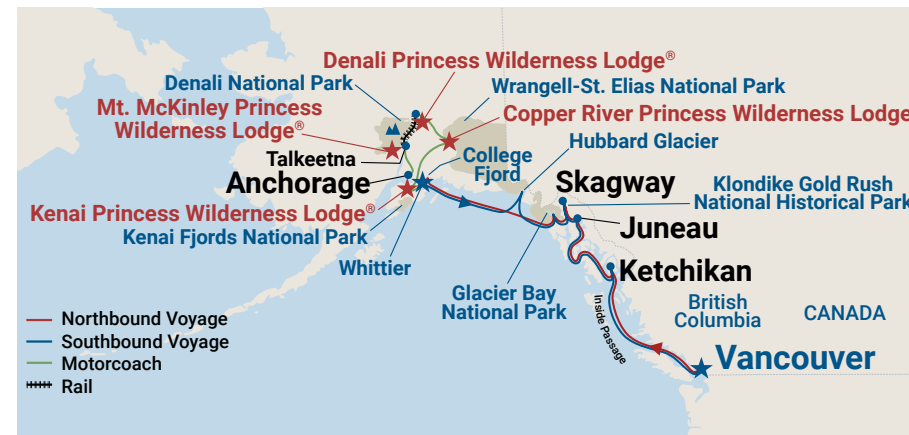 Denali Princess Wilderness Lodge®
Denali National Park
Wrangell-St. Elias National Park
Mt. McKinley Princess
Wilderness Lodge®
Copper River Princess Wilderness Lodge
Hubbard Glacier
Talkeetna
College
Fjord
Anchorage
Skagway
Klondike Gold Rush
National Historical Park
Kenai Princess Wilderness Lodge®
Juneau
Kenai Fjords National Park
Whittier
Ketchikan
Glacier Bay
National Park
Inside Passage
British
Columbia
CANADA
Northbound Voyage
Southbound Voyage
Motorcoach
Rail
Vancouver